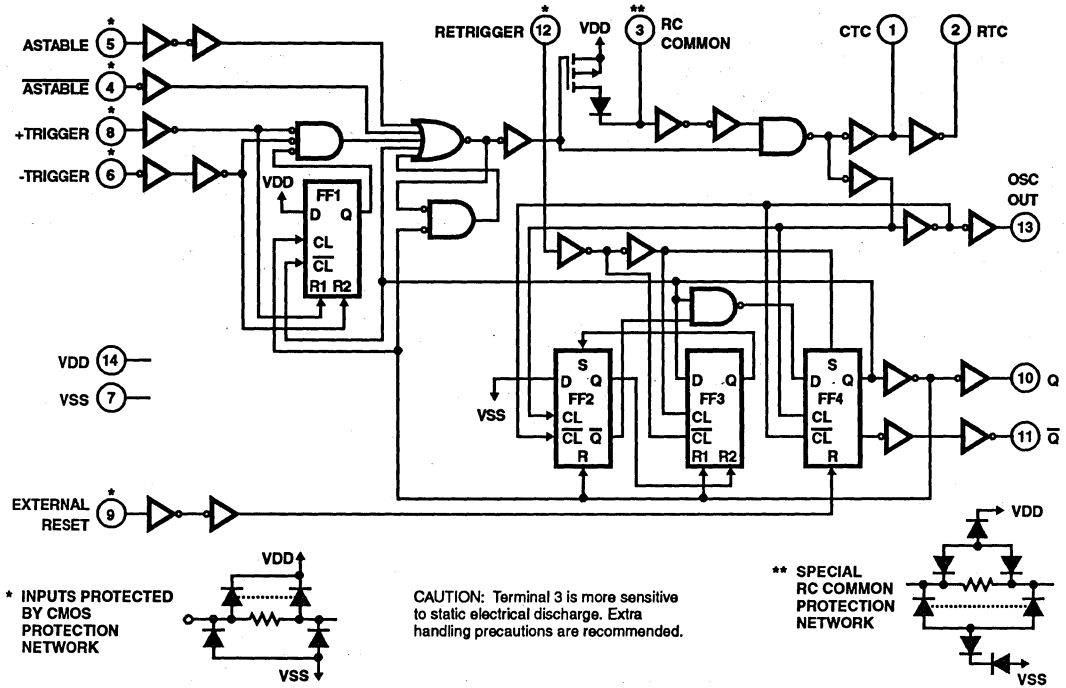 *
ASTABLE 5
*
ASTABLE 4
*
+TRIGGER 8
*
-TRIGGER 6
*
RETRIGGER 12
**
3 RC
COMMON
VDD
CTC 1
2 RTC
OSC
OUT
13
VDD
FF1
D Q
CL
CL
R1 R2
VDD 14
VSS 7
VSS
S
D Q
FF2
CL
CL Q
R
D Q
FF3
CL
CL
R1 R2
S
D Q
FF4
CL
CL
R
10 Q
11 Q
*
EXTERNAL
RESET 9
* INPUTS PROTECTED
BY CMOS
PROTECTION
NETWORK
VDD
VSS
CAUTION: Terminal 3 is more sensitive
to static electrical discharge. Extra
handling precautions are recommended.
** SPECIAL
RC COMMON
PROTECTION
NETWORK
VDD
VSS